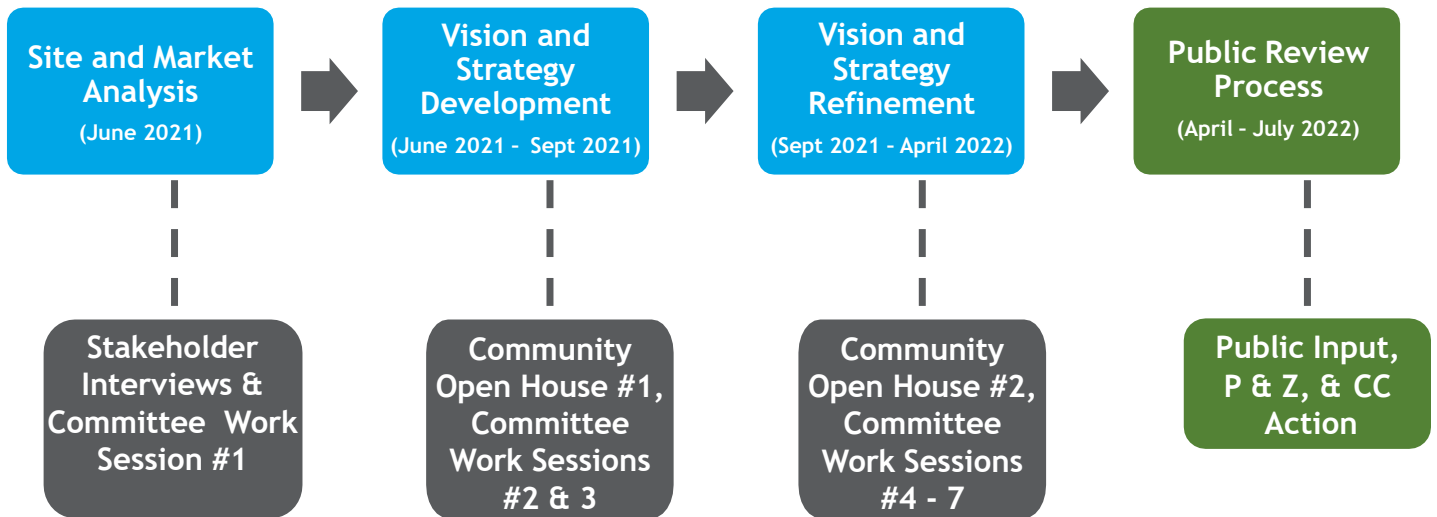 Site and Market
Analysis
(June 2021)
Vision and
Strategy
Development
(June 2021 - Sept 2021)
Vision and
Strategy
Refinement
(Sept 2021 - April 2022)
Public Review
Process
(April - July 2022)
Stakeholder
Interviews &
Committee Work
Session #1
Community
Open House #1,
Committee
Work Sessions
#2 & 3
Community
Open House #2,
Committee
Work Sessions
#4 - 7
Public Input,
P & Z, & CC
Action